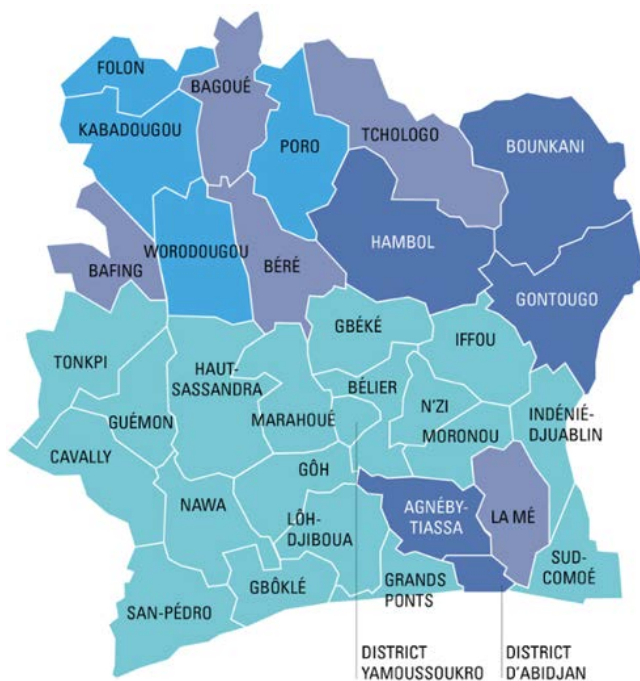 FOLON
BAGOUÉ
KABADOUGOU
PORO
TCHOLOGO
BOUNKANI
WORODOUGOU
HAMBOL
BAFING
BÉRÉ
GONTOUGO
GBÉKÉ
IFFOU
TONKPI
HAUT-
SASSANDRA
BÉLIER
N'ZI
INDÉNIÉ-
DJUABLIN
GUÉMON
MARAHOUÉ
MORONOU
CAVALLY
GÔH
NAWA
AGNÉBY-
TIASSA
LA MÉ
LÔH-
DJIBOUA
SUD-
COMOÉ
GBÔKLÉ
GRANDS
PONTS
SAN-PÉDRO
DISTRICT
YAMOUSSOUKRO
DISTRICT
D'ABIDJAN